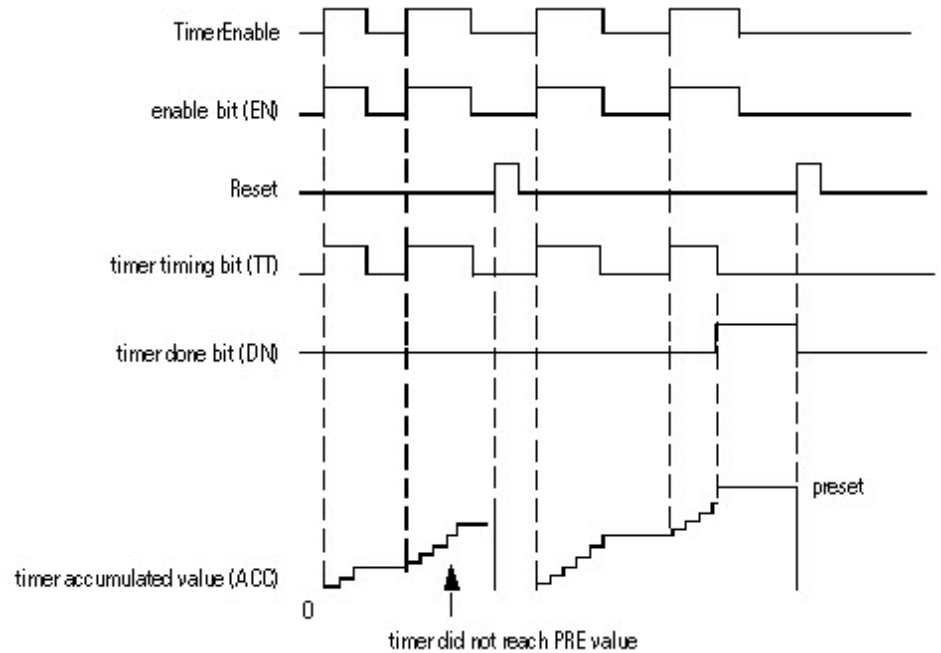 TimerEnable
enable bit (EN)
Reset
timer timing bit (TT)
timer done bit (DN)
preset
timer accumulated value (ACC)
0
timer did not reach PRE value